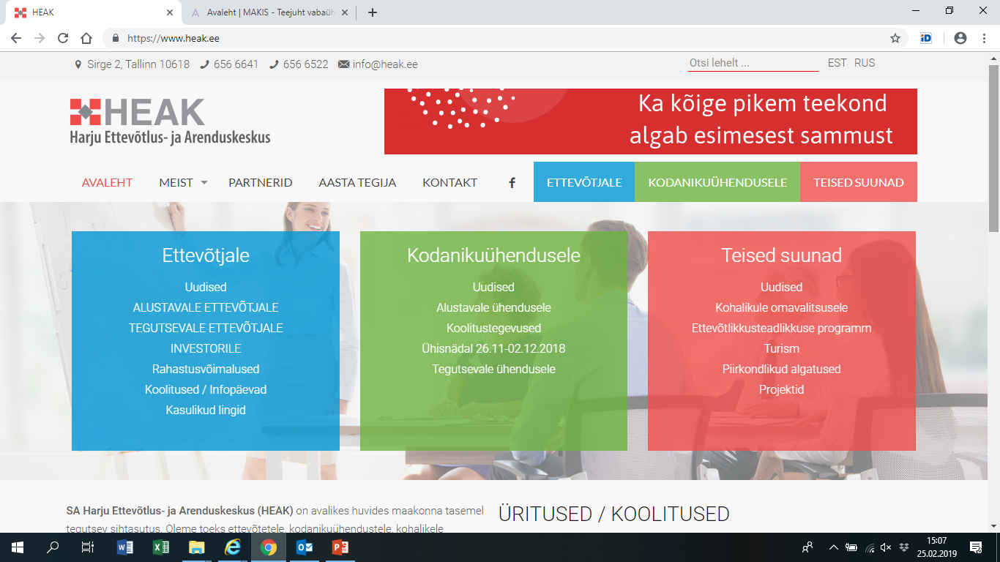 HEAK
Avaleht | MAKIS - Teejuht vabaüh
https://www.heak.ee
Sirge 2, Tallinn 10618 656 6641 656 6522 info@heak.ee
Otsi lehelt ...
EST RUS
HEAK
Harju Ettevõtlus- ja Arenduskeskus
Ka kõige pikem teekond
algab esimesest sammust
AVALEHT MEIST PARTNERID AASTA TEGIJA KONTAKT f ETTEVÕTJALE KODANIKUÜHENDUSELE TEISED SUUNAD
Ettevõtjale
Uudised
ALUSTAVALE ETTEVÕTJALE
TEGUTSEVALE ETTEVÕTJALE
INVESTORILE
Rahastusvõimalused
Koolitused / Infopäevad
Kasulikud lingid
Kodanikuühendusele
Uudised
Alustavale ühendusele
Koolitustegevused
Ühisnädal 26.11-02.12.2018
Tegutsevale ühendusele
Teised suunad
Uudised
Kohalikule omavalitsusele
Ettevõtlikkusteadlikkuse programm
Turism
Piirkondlikud algatused
Projektid
SA Harju Ettevõtlus- ja Arenduskeskus (HEAK) on avalikes huvides maakonna tasemel
tegutsev sihtasutus. Oleme toeks ettevõtetele, kodanikuühendustele, kohalikele
ÜRITUSED / KOOLITUSED
15:07
25.02.2019